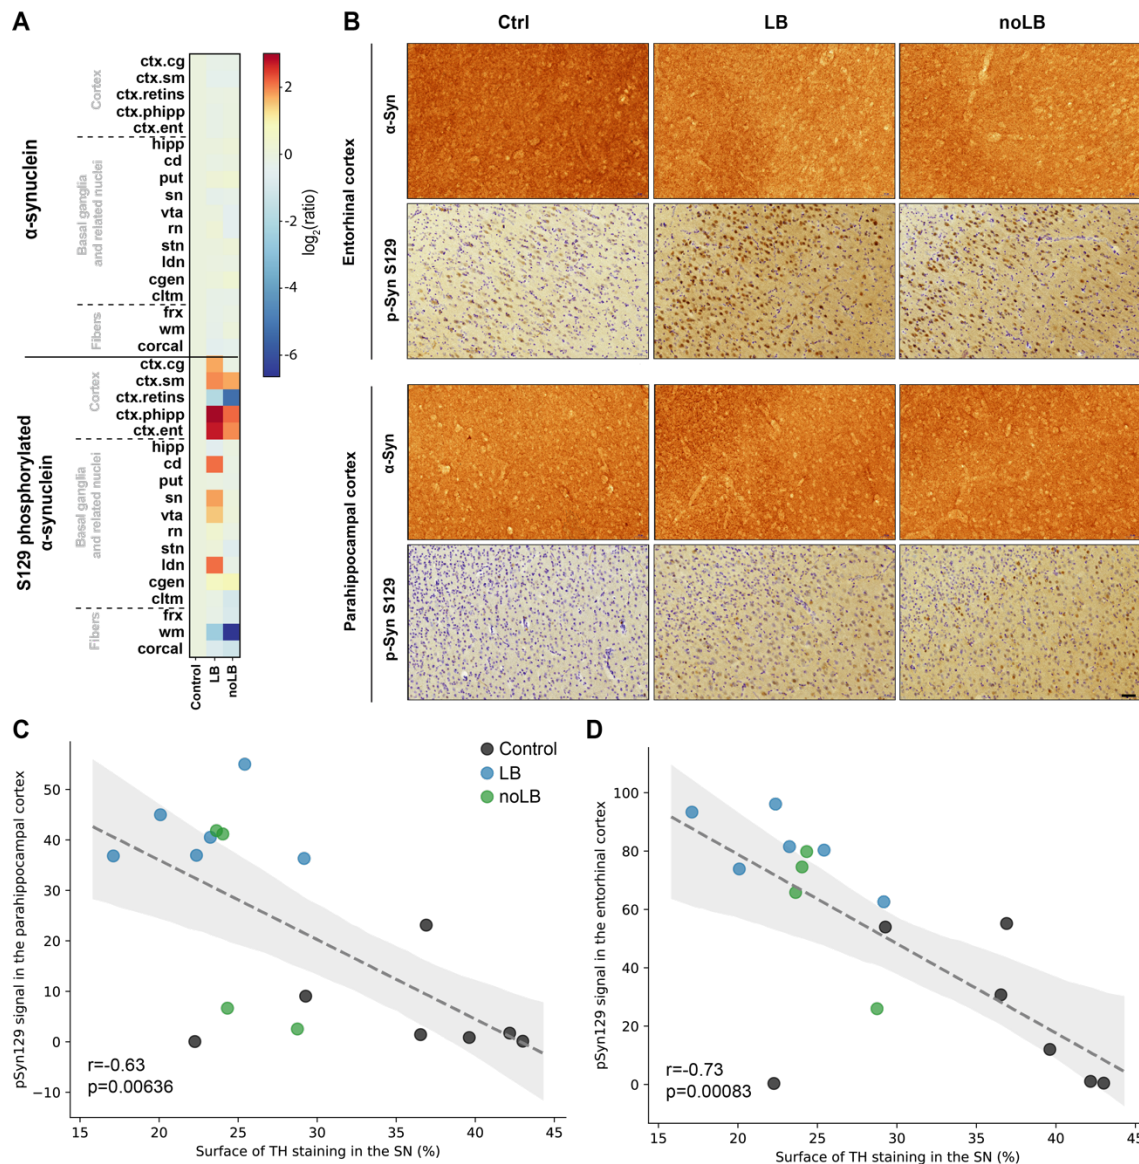 A
α-synuclein
Cortex
ctx.cg
ctx.sm
ctx.retins
ctx.phipp
ctx.ent
Basal ganglia
and related nuclei
hipp
cd
put
sn
vta
rn
stn
ldn
cgen
cltm
Fibers
frx
wm
corcal
S129 phosphorylated
α-synuclein
Cortex
ctx.cg
ctx.sm
ctx.retins
ctx.phipp
ctx.ent
Basal ganglia
and related nuclei
hipp
cd
put
sn
vta
rn
stn
ldn
cgen
cltm
Fibers
frx
wm
corcal
Control
LB
noLB
2
0
-2
-4
-6
log2(ratio)
B
Ctrl
LB
noLB
Entorhinal cortex
α-Syn
p-Syn S129
Parahippocampal cortex
α-Syn
p-Syn S129
C
pSyn129 signal in the parahippocampal cortex
50
40
30
20
10
0
−10
Control
LB
noLB
r=-0.63
p=0.00636
15
20
25
30
35
40
45
Surface of TH staining in the SN (%)
D
pSyn129 signal in the entorhinal cortex
100
80
60
40
20
0
r=-0.73
p=0.00083
15
20
25
30
35
40
45
Surface of TH staining in the SN (%)